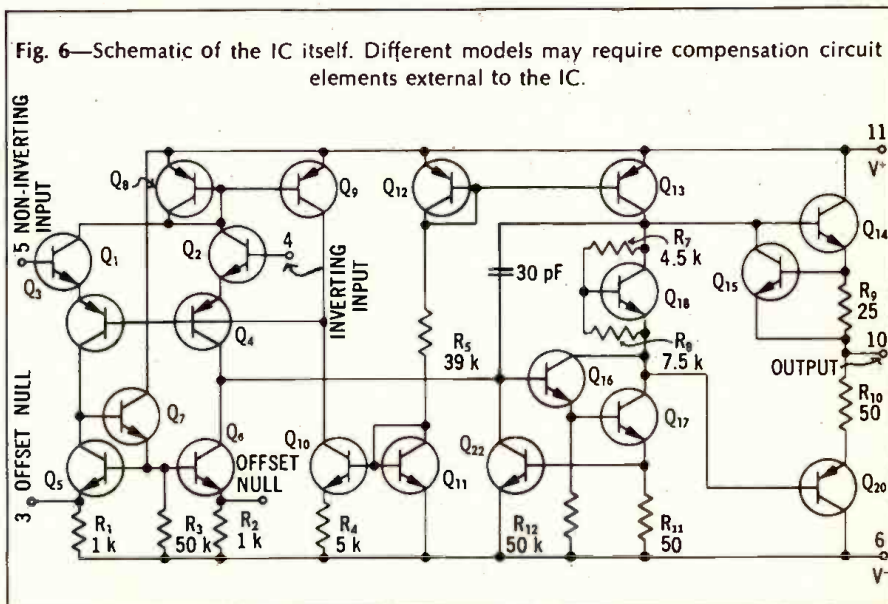 Fig. 6—Schematic of the IC itself. Different models may require compensation circuit
elements external to the IC.
5 NON-INVERTING
INPUT
Q8
Q9
Q12
Q13
11
V+
Q14
Q1
Q2
4
INVERTING
INPUT
30 pF
R7
4.5 k
Q15
Q18
R9
25
Q3
Q4
R5
39 k
R8
7.5 k
10
OUTPUT
Q16
R10
50
Q7
Q6
Q17
Q5
OFFSET
NULL
Q10
Q11
Q22
Q20
3 OFFSET NULL
R1
1 k
R3
50 k
R2
1 k
R4
5 k
R12
50 k
R11
50
6
V-